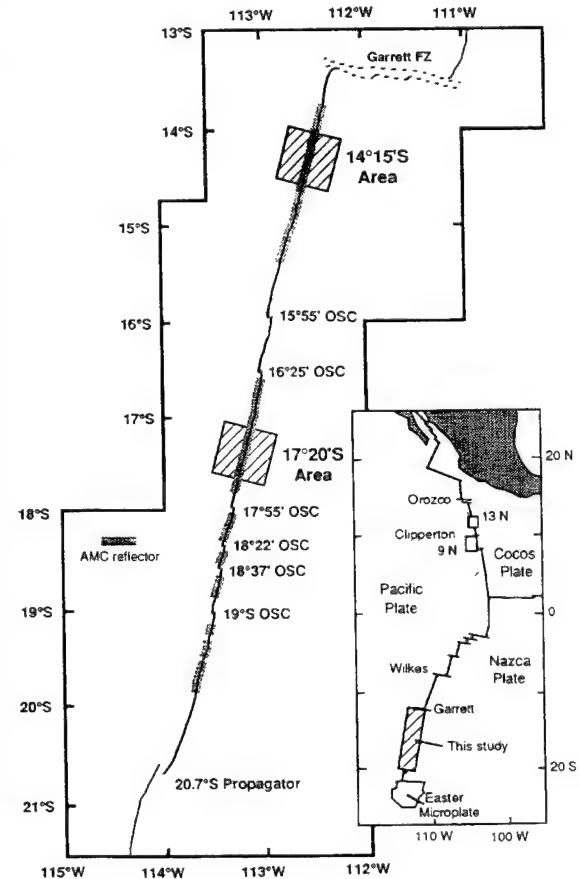 113°W
112°W
111°W
13°S
Garrett FZ
14°S
14°15'S
Area
15°S
15°55' OSC
16°S
16°25' OSC
17°S
17°20'S
Area
20 N
Orozco
13 N
18°S
17°55' OSC
Clipperton
9 N
18°22' OSC
Cocos
Plate
AMC reflector
18°37' OSC
Pacific
Plate
19°S
19°S OSC
0
Nazca
Plate
Wilkes
20°S
Garrett
This study
20 S
20.7°S Propagator
Easter
Microplate
21°S
110 W
100 W
115°W
114°W
113°W
112°W